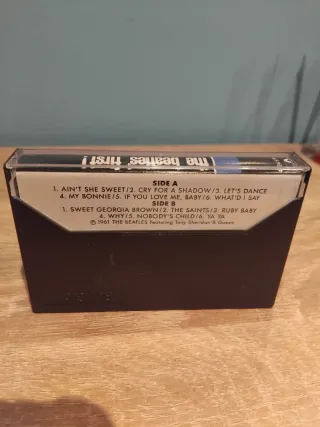 the beatles first!
SIDE A
1. AIN'T SHE SWEET/2. CRY FOR A SHADOW/3. LET'S DANCE
4. MY BONNIE/5. IF YOU LOVE ME, BABY/6. WHAT'D I SAY
SIDE B
1. SWEET GEORGIA BROWN/2. THE SAINTS/3. RUBY BABY
4. WHY/5. NOBODY'S CHILD/6. YA YA
© 1961 THE BEATLES Featuring Tony Sheridan & Guests